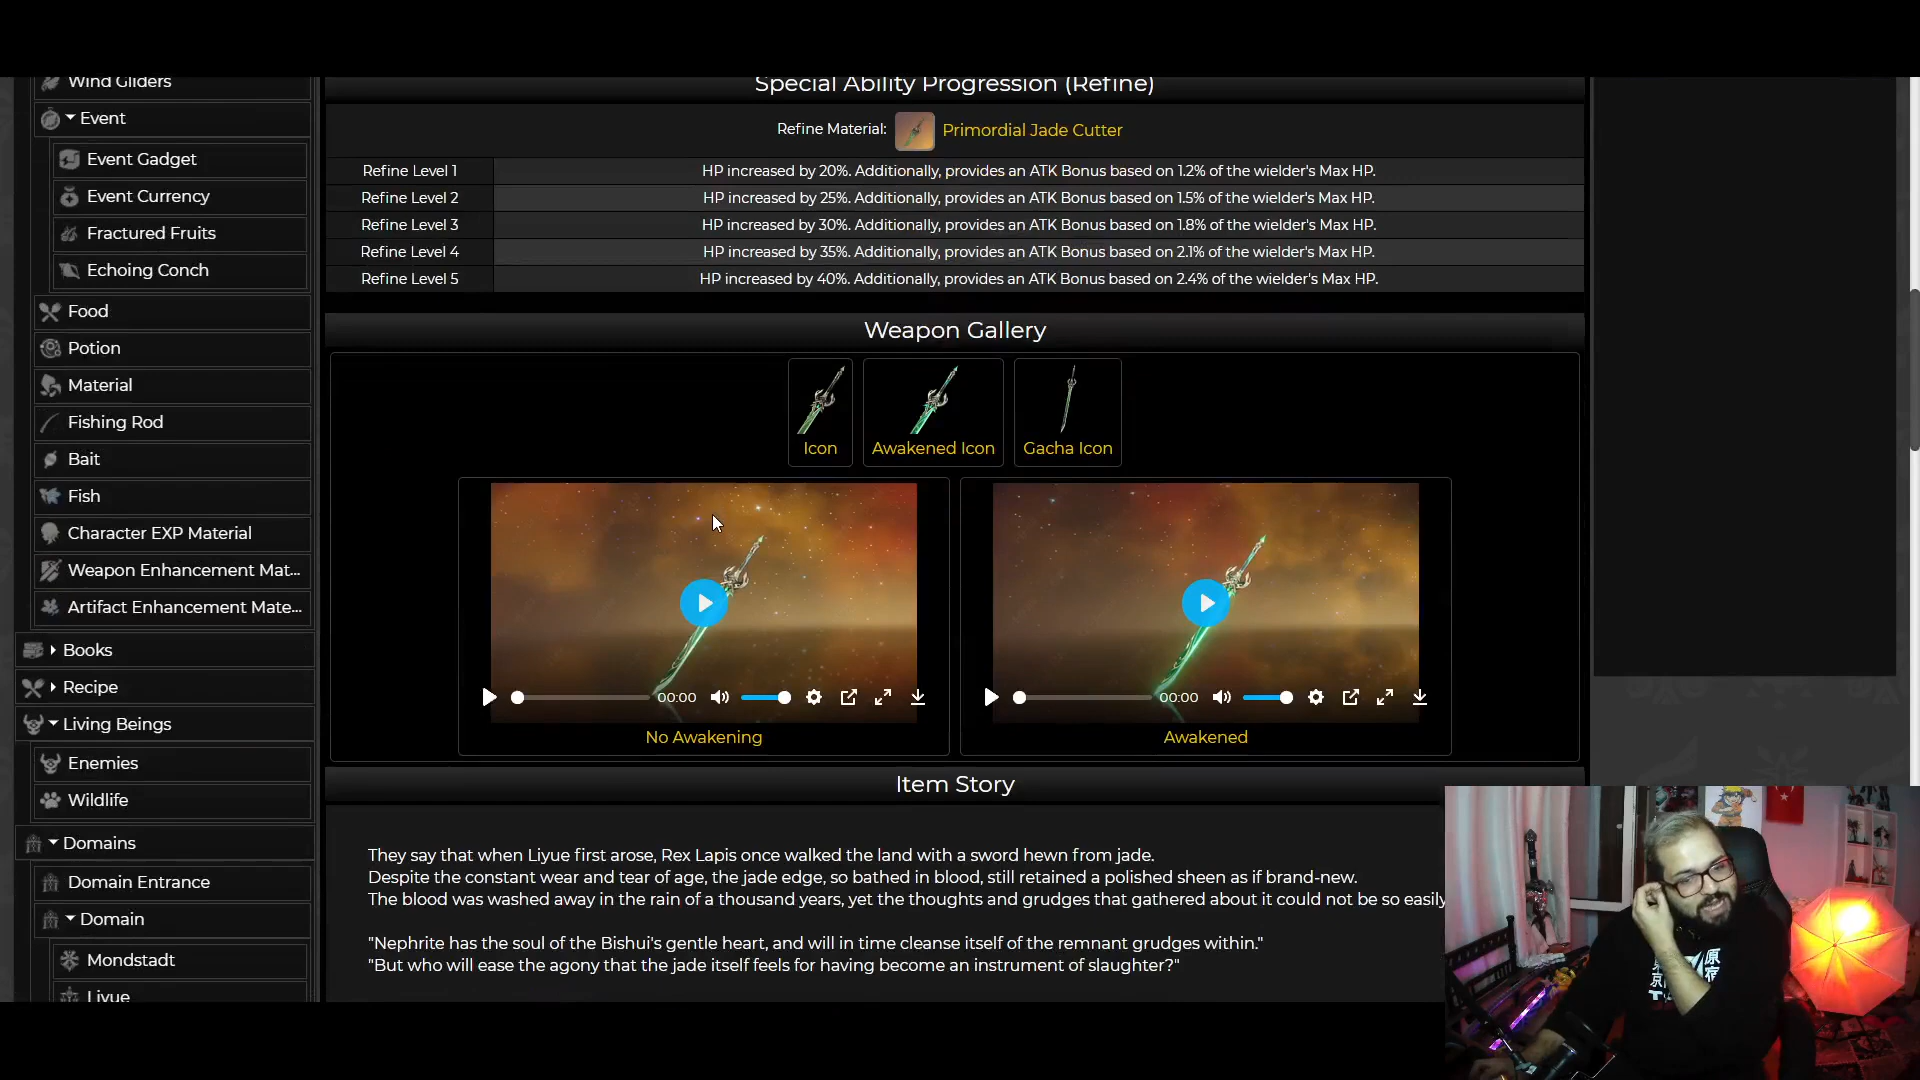 Wind Gliders
Event
Event Gadget
Event Currency
Fractured Fruits
Echoing Conch
Food
Potion
Material
Fishing Rod
Bait
Fish
Character EXP Material
Weapon Enhancement Mat...
Artifact Enhancement Mate...
Books
Recipe
Living Beings
Enemies
Wildlife
Domains
Domain Entrance
Domain
Mondstadt
Liyue
Special Ability Progression (Refine)
Refine Material: Primordial Jade Cutter
Refine Level 1 HP increased by 20%. Additionally, provides an ATK Bonus based on 1.2% of the wielder's Max HP.
Refine Level 2 HP increased by 25%. Additionally, provides an ATK Bonus based on 1.5% of the wielder's Max HP.
Refine Level 3 HP increased by 30%. Additionally, provides an ATK Bonus based on 1.8% of the wielder's Max HP.
Refine Level 4 HP increased by 35%. Additionally, provides an ATK Bonus based on 2.1% of the wielder's Max HP.
Refine Level 5 HP increased by 40%. Additionally, provides an ATK Bonus based on 2.4% of the wielder's Max HP.
Weapon Gallery
Icon Awakened Icon Gacha Icon
00:00 00:00
No Awakening Awakened
Item Story
They say that when Liyue first arose, Rex Lapis once walked the land with a sword hewn from jade.
Despite the constant wear and tear of age, the jade edge, so bathed in blood, still retained a polished sheen as if brand-new.
The blood was washed away in the rain of a thousand years, yet the thoughts and grudges that gathered about it could not be so easily
"Nephrite has the soul of the Bishui's gentle heart, and will in time cleanse itself of the remnant grudges within."
"But who will ease the agony that the jade itself feels for having become an instrument of slaughter?"